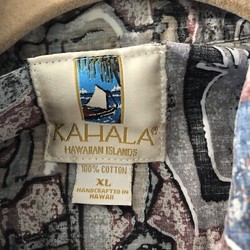 KAHALA®
HAWAIIAN ISLANDS
100% COTTON
XL
HANDCRAFTED IN
HAWAII